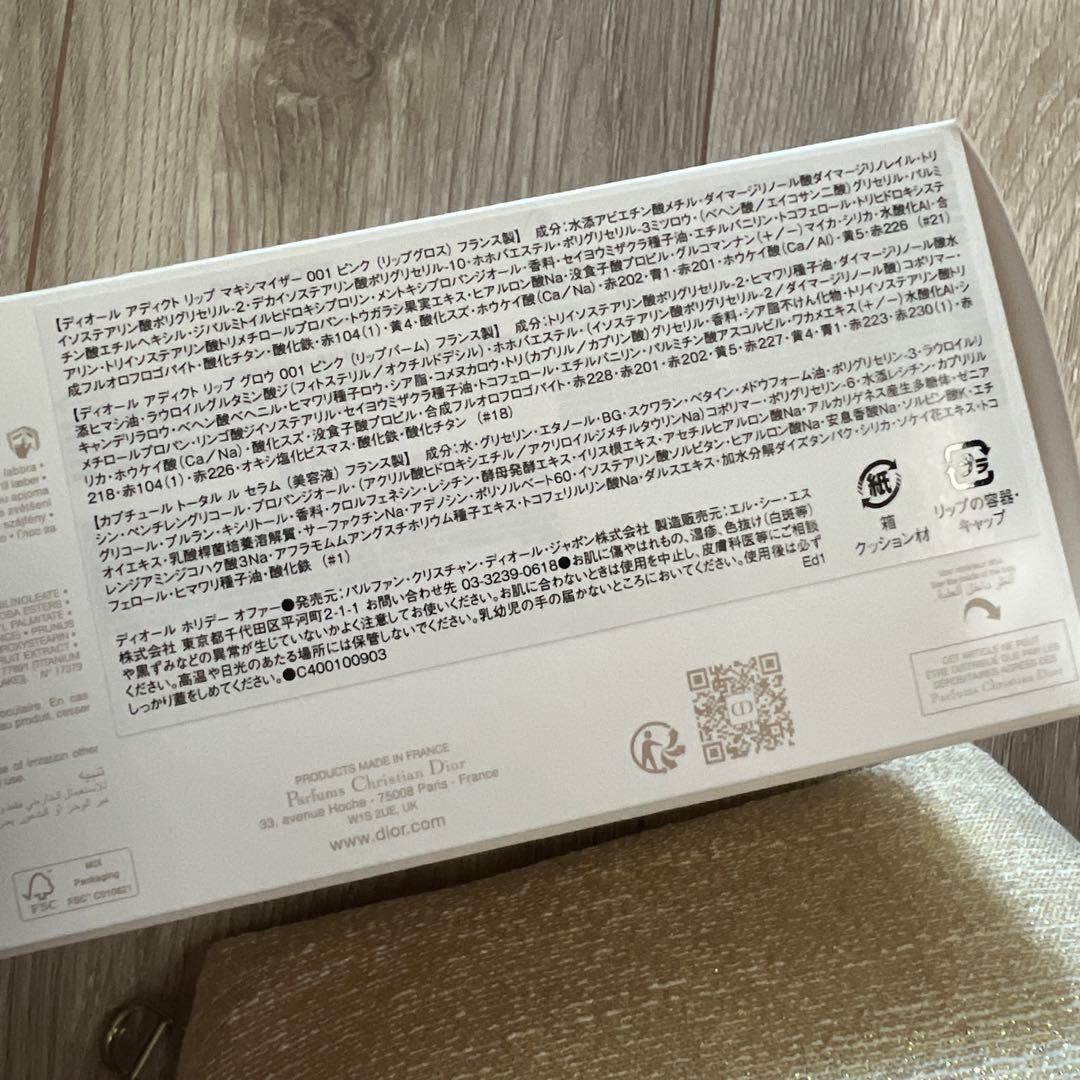 【ディオール アディクト リップ マキシマイザー 001 ピンク (リップグロス) フランス製】 成分:水添アビエチン酸メチル・ダイマージリノール酸ダイマージリノレイル・トリ
イソステアリン酸ポリグリセリル-2・デカイソステアリン酸ポリグリセリル-10・ホホバエステル・ポリグリセリル-3ミツロウ・(ベヘン酸/エイコサン二酸)グリセリル・パルミ
チン酸エチルヘキシル・ジパルミトイルヒドロキシプロリン・メントキシプロパンジオール・香料・セイヨウミザクラ種子油・エチルバニリン・トコフェロール・トリヒドロキシステ
アリン・トリイソステアリン酸トリメチロールプロパン・トウガラシ果実エキス・ヒアルロン酸Na・没食子酸プロピル・グルコマンナン(+/−)マイカ・シリカ・水酸化Al・合
成フルオロフロゴパイト・酸化チタン・酸化鉄・赤104(1)・黄4・酸化スズ・ホウケイ酸(Ca/Na)・赤202・青1・赤201・ホウケイ酸(Ca/Al)・黄5・赤226 (#21)
【ディオール アディクト リップ グロウ 001 ピンク (リップバーム) フランス製】 成分:トリイソステアリン酸ポリグリセリル-2・ヒマワリ種子油・ダイマージリノール酸水
添ヒマシ油・ラウロイルグルタミン酸ジ(フィトステリル/オクチルドデシル)・ホホバエステル・(イソステアリン酸ポリグリセリル-2/ダイマージリノール酸)コポリマー・
キャンデリラロウ・ベヘン酸ベヘニル・ヒマワリ種子ロウ・シア脂・コメヌカロウ・トリ(カプリル/カプリン酸)グリセリル・香料・シア脂不けん化物・トリイソステアリン酸トリ
メチロールプロパン・リンゴ酸ジイソステアリル・セイヨウミザクラ種子油・トコフェロール・エチルバニリン・パルミチン酸アスコルビル・ワカメエキス(+/−)水酸化Al・シ
リカ・ホウケイ酸(Ca/Na)・酸化スズ・没食子酸プロピル・合成フルオロフロゴパイト・赤228・赤201・赤202・黄5・赤227・黄4・青1・赤223・赤230(1)・赤
218・赤104(1)・赤226・オキシ塩化ビスマス・酸化鉄・酸化チタン (#18)
【カプチュール トータル ル セラム (美容液) フランス製】 成分:水・グリセリン・エタノール・BG・スクワラン・ベタイン・メドウフォーム油・ポリグリセリン-3・ラウロイルリ
シン・ペンチレングリコール・プロパンジオール・(アクリル酸ヒドロキシエチル/アクリロイルジメチルタウリンNa)コポリマー・ポリグリセリン-6・水添レシチン・カプリリル
グリコール・プルラン・キシリトール・香料・クロルフェネシン・レシチン・酵母発酵エキス・イリス根エキス・アセチルヒアルロン酸Na・アルカリゲネス産生多糖体・ゼニア
オイエキス・乳酸桿菌培養溶解質・サーファクチンNa・アデノシン・ポリソルベート60・イソステアリン酸ソルビタン・ヒアルロン酸Na・安息香酸Na・ソルビン酸K・エチ
レンジアミンジコハク酸3Na・アフラモムムアングスチホリウム種子エキス・トコフェリルリン酸Na・ダルスエキス・加水分解ダイズタンパク・シリカ・ソケイ花エキス・トコ
フェロール・ヒマワリ種子油・酸化鉄 (#1)
ディオール ホリデー オファー●発売元:パルファン・クリスチャン・ディオール・ジャポン株式会社 製造販売元:エル・シー・エス
株式会社 東京都千代田区平河町2-1-1 お問い合わせ先 03-3239-0618●お肌に傷やはれもの、湿疹、色抜け(白斑等)
や黒ずみなどの異常が生じていないかよく注意してお使いください。お肌に合わないときは使用を中止し、皮膚科医等にご相談
ください。高温や日光のあたる場所には保管しないでください。乳幼児の手の届かないところにおいてください。使用後は必ず
しっかり蓋をしめてください。●C400100903
Ed1
紙
箱
クッション材
プラ
リップの容器・
キャップ
PRODUCTS MADE IN FRANCE
Parfums Christian Dior
33, avenue Hoche - 75008 Paris - France
W1S 2UE, UK
www.dior.com
CET ARTICLE NE POURRA
ÊTRE DISTRIBUÉ QUE PAR LES
DÉPOSITAIRES
Parfums Christian Dior
MIX
Packaging
FSC
FSC™ C010621
N° 17379